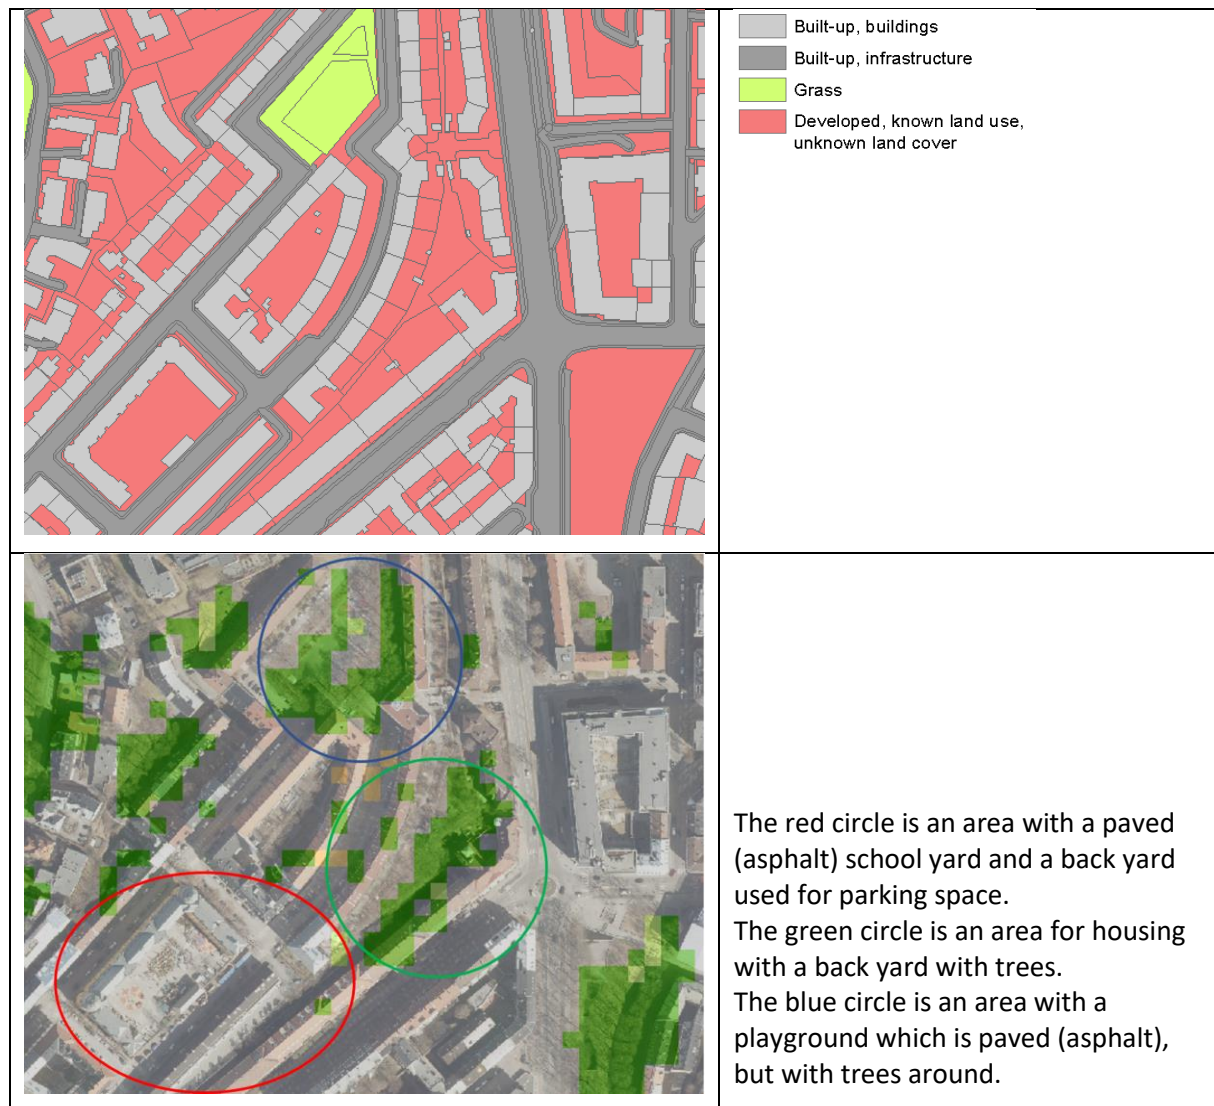 Built-up, buildings
Built-up, infrastructure
Grass
Developed, known land use,
unknown land cover
The red circle is an area with a paved
(asphalt) school yard and a back yard
used for parking space.
The green circle is an area for housing
with a back yard with trees.
The blue circle is an area with a
playground which is paved (asphalt),
but with trees around.